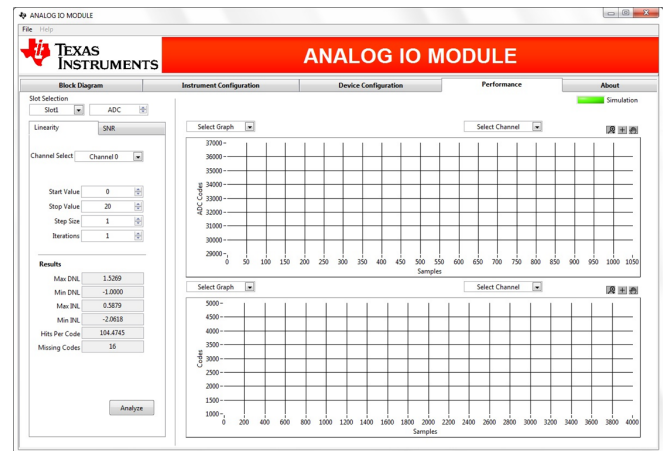 ANALOG IO MODULE
File Help
TEXAS INSTRUMENTS
ANALOG IO MODULE
Block Diagram Instrument Configuration Device Configuration Performance About
Slot Selection
Slot1 ADC
Simulation
Linearity SNR
Channel Select Channel 0
Start Value 0
Stop Value 20
Step Size 1
Iterations 1
Results
Max DNL 1.5269
Min DNL -1.0000
Max INL 0.5879
Min INL -2.0618
Hits Per Code 104.4745
Missing Codes 16
Analyze
Select Graph Select Channel
ADC Codes
37000
36000
35000
34000
33000
32000
31000
30000
29000
0 50 100 150 200 250 300 350 400 450 500 550 600 650 700 750 800 850 900 950 1000 1050
Samples
Select Graph Select Channel
Codes
5000
4500
4000
3500
3000
2500
2000
1500
1000
0 200 400 600 800 1000 1200 1400 1600 1800 2000 2200 2400 2600 2800 3000 3200 3400 3600 3800 4000
Samples